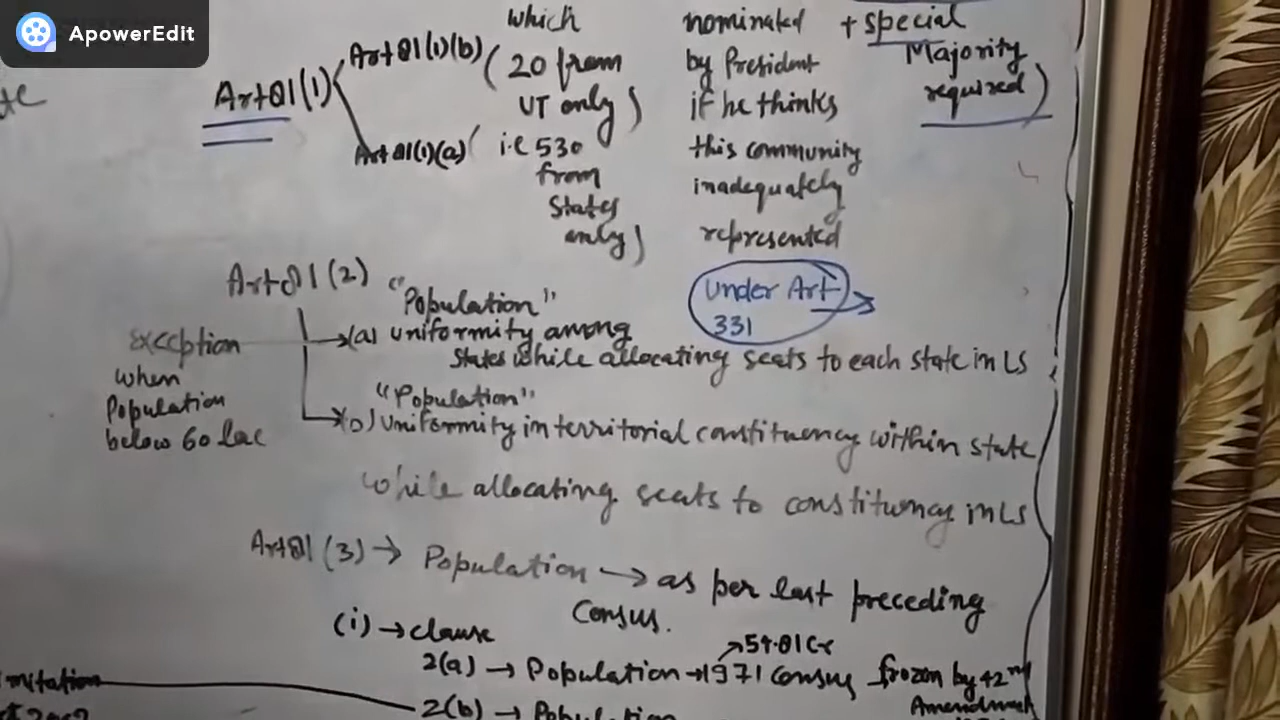 ApowerEdit
which nominated + special
Art 81(1)(b) ( 20 from by President Majority
Art 81(1) UT only) if he thinks required)
Art 81(1)(a) ( i.e 530 this community
from inadequately
States
only) represented
Art 81(2) "Population" Under Art
331
Exception (a) uniformity among
States while allocating seats to each state in LS
when "Population"
Population
below 60 lac (b) Uniformity in territorial constituency within state
while allocating seats to constituency in LS
Art 81(3) → Population → as per last preceding
Census.
(i) → clause 54.81 Cr
2(a) → Population → 1971 Census frozen by 42nd
Amendment
2(b) → Population